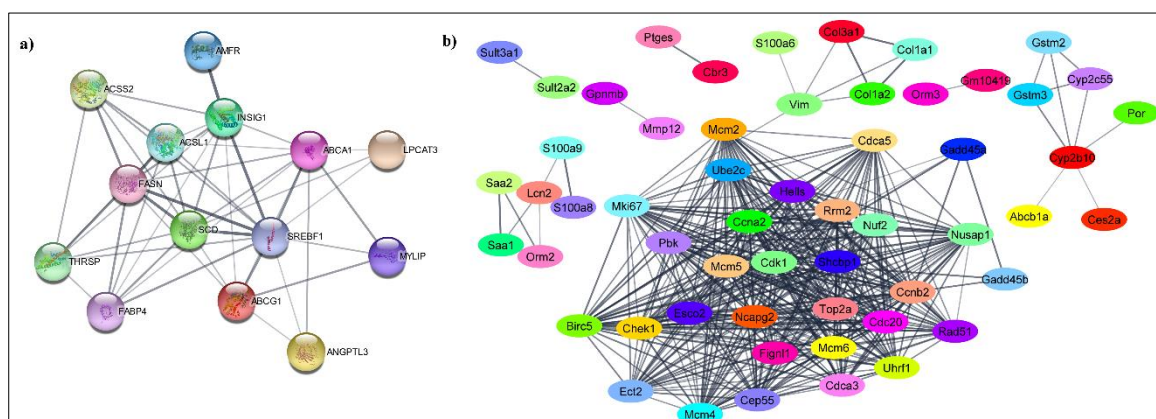 a)
AMFR
ACSS2
INSIG1
ACSL1
ABCA1
LPCAT3
FASN
SCD
SREBF1
THRSP
MYLIP
FABP4
ABCG1
ANGPTL3
b)
Sult3a1
Sult2a2
Ptges
Cbr3
Gpnmb
Mmp12
S100a6
Vim
Col3a1
Col1a1
Col1a2
Orm3
Gm10419
Gstm2
Cyp2c55
Gstm3
Por
Cyp2b10
Abcb1a
Ces2a
S100a9
Saa2
Lcn2
S100a8
Saa1
Orm2
Mcm2
Cdca5
Gadd45a
Ube2c
Hells
Mki67
Ccna2
Rrm2
Nuf2
Nusap1
Pbk
Mcm5
Cdk1
Shcbp1
Gadd45b
Esco2
Ncapg2
Top2a
Ccnb2
Birc5
Chek1
Cdc20
Rad51
Fignl1
Mcm6
Uhrf1
Ect2
Cep55
Cdca3
Mcm4